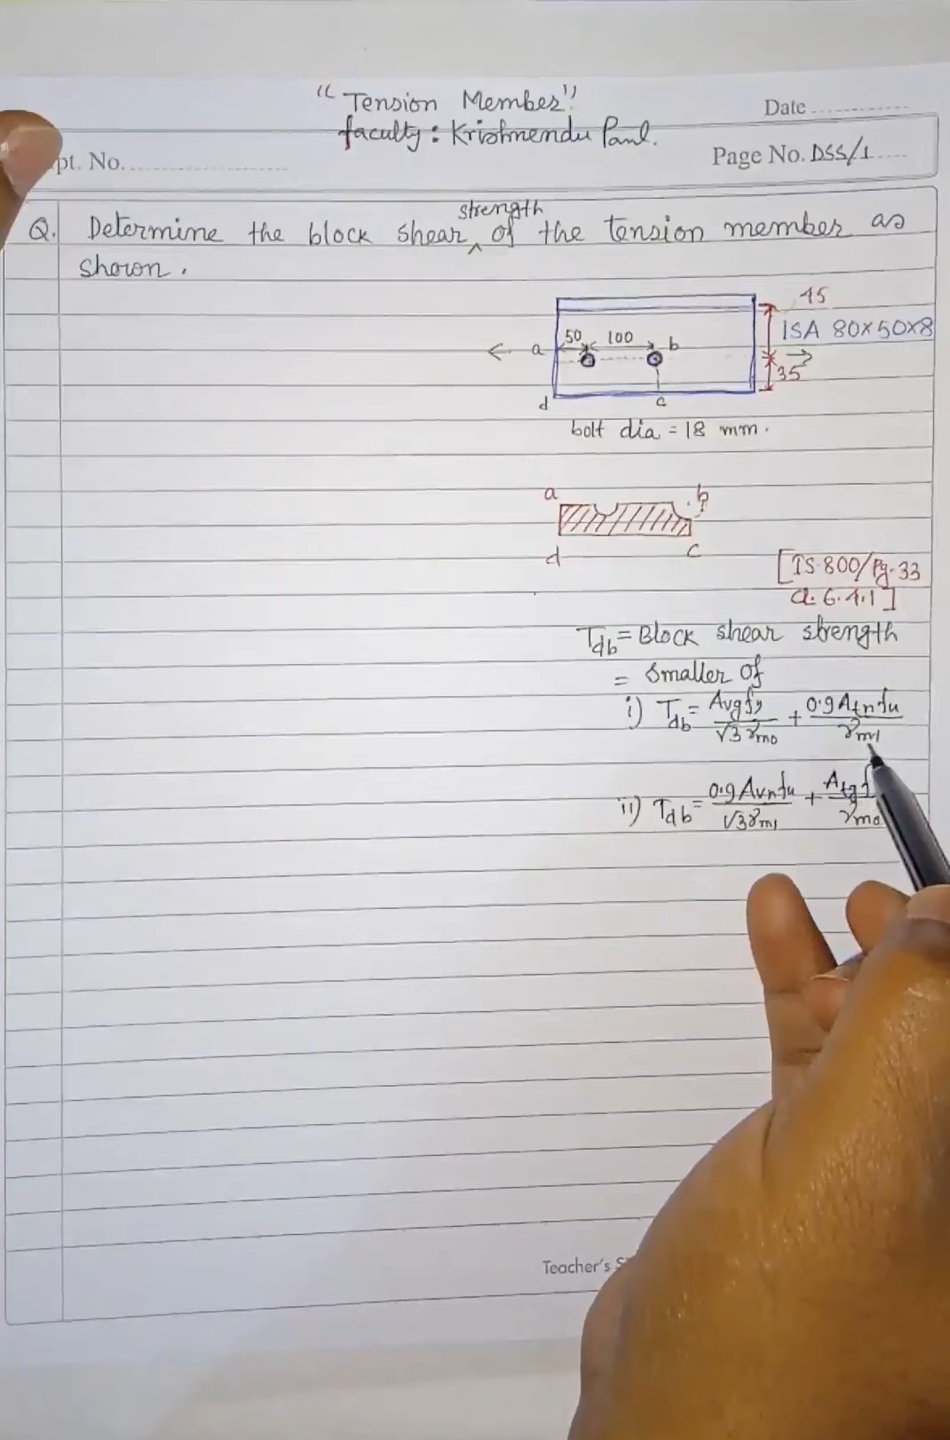 "Tension Member"
faculty: Krishnendu Paul.
Date
pt. No.
Page No. DSS/1
strength
Q. Determine the block shear ^ of the tension member as
shown.
45
50 100
ISA 80×50×8
a b
35
d c
bolt dia = 18 mm.
a b
d c
[IS-800/Pg.33
Cl. 6.4.1]
Tdb = Block shear strength
= smaller of
i) Tdb = Avg fy / √3 γm0 + 0.9 Atn fu / γm1
ii) Tdb = 0.9 Avn fu / √3 γm1 + Atg f / γm0
Teacher's